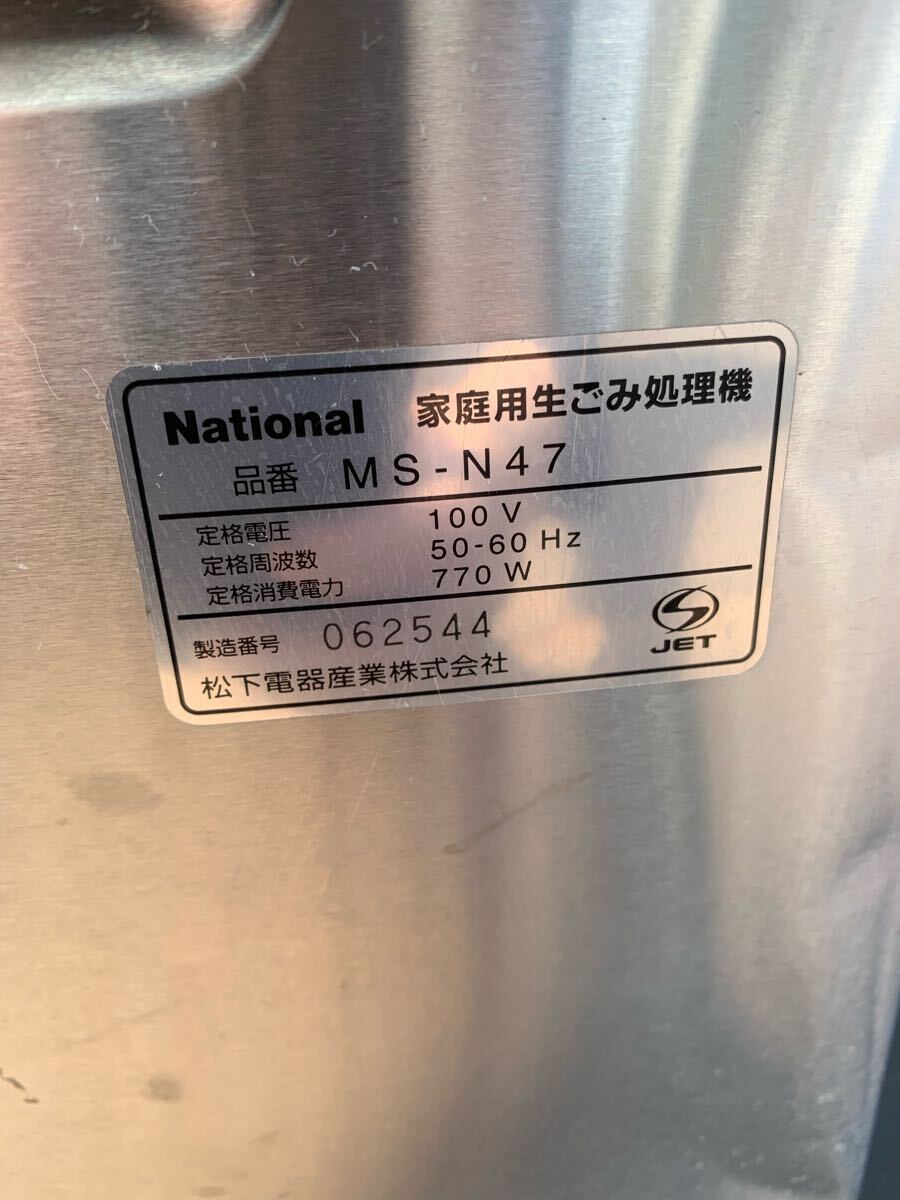 National 家庭用生ごみ処理機
品番 MS-N47
定格電圧 100 V
定格周波数 50-60 Hz
定格消費電力 770 W
製造番号 062544
松下電器産業株式会社
S JET